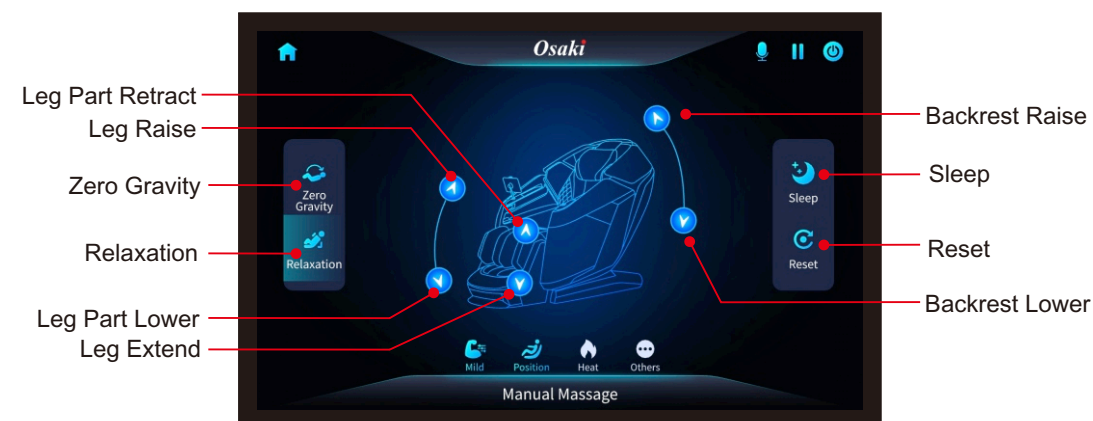 Osaki
Leg Part Retract
Leg Raise
Zero Gravity
Relaxation
Leg Part Lower
Leg Extend
Zero
Gravity
Relaxation
Backrest Raise
Sleep
Reset
Backrest Lower
Sleep
Reset
Mild
Position
Heat
Others
Manual Massage